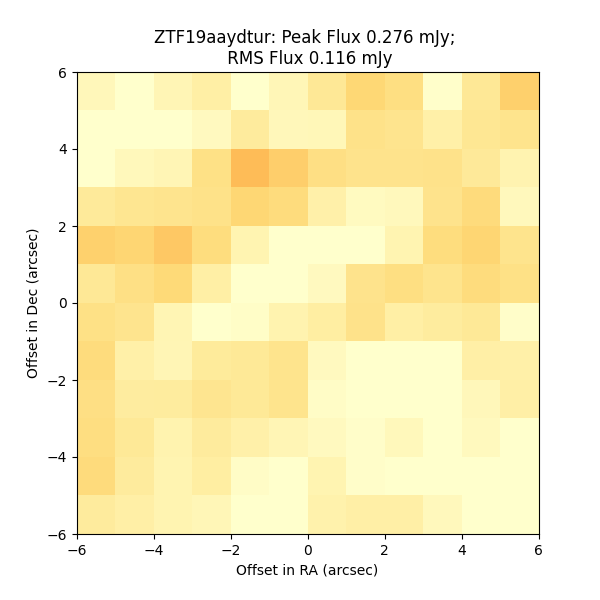 ZTF19aaydtur: Peak Flux 0.276 mJy;
RMS Flux 0.116 mJy
6
4
2
0
−2
−4
−6
Offset in Dec (arcsec)
−6 −4 −2 0 2 4 6
Offset in RA (arcsec)